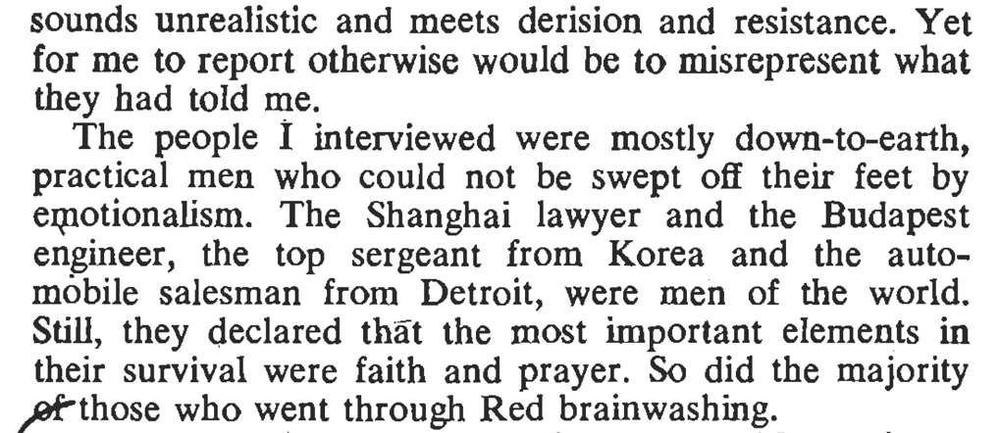 sounds unrealistic and meets derision and resistance. Yet
for me to report otherwise would be to misrepresent what
they had told me.
The people I interviewed were mostly down-to-earth,
practical men who could not be swept off their feet by
emotionalism. The Shanghai lawyer and the Budapest
engineer, the top sergeant from Korea and the auto-
mobile salesman from Detroit, were men of the world.
Still, they declared that the most important elements in
their survival were faith and prayer. So did the majority
of those who went through Red brainwashing.